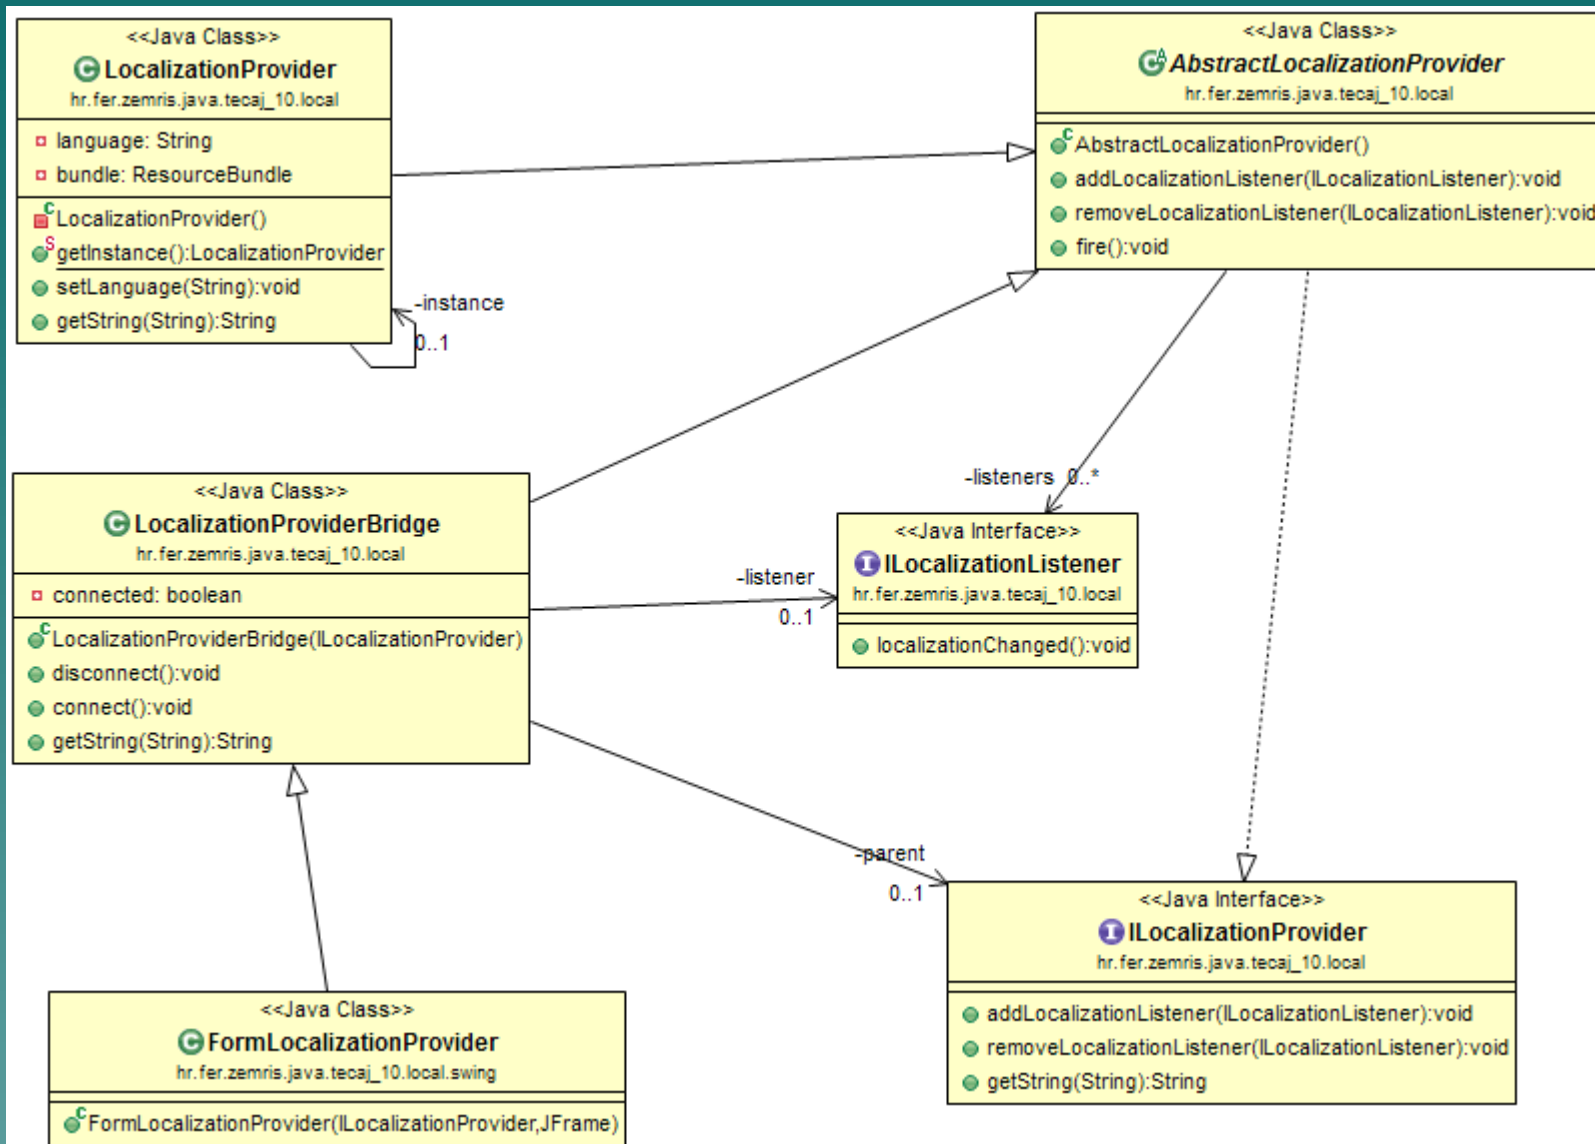 <<Java Class>>
LocalizationProvider
hr.fer.zemris.java.tecaj_10.local
language: String
bundle: ResourceBundle
LocalizationProvider()
getInstance():LocalizationProvider
setLanguage(String):void
getString(String):String
-instance
0..1
<<Java Class>>
AbstractLocalizationProvider
hr.fer.zemris.java.tecaj_10.local
AbstractLocalizationProvider()
addLocalizationListener(ILocalizationListener):void
removeLocalizationListener(ILocalizationListener):void
fire():void
-listeners 0..*
<<Java Class>>
LocalizationProviderBridge
hr.fer.zemris.java.tecaj_10.local
connected: boolean
LocalizationProviderBridge(ILocalizationProvider)
disconnect():void
connect():void
getString(String):String
-listener
0..1
<<Java Interface>>
ILocalizationListener
hr.fer.zemris.java.tecaj_10.local
localizationChanged():void
-parent
0..1
<<Java Interface>>
ILocalizationProvider
hr.fer.zemris.java.tecaj_10.local
addLocalizationListener(ILocalizationListener):void
removeLocalizationListener(ILocalizationListener):void
getString(String):String
<<Java Class>>
FormLocalizationProvider
hr.fer.zemris.java.tecaj_10.local.swing
FormLocalizationProvider(ILocalizationProvider,JFrame)